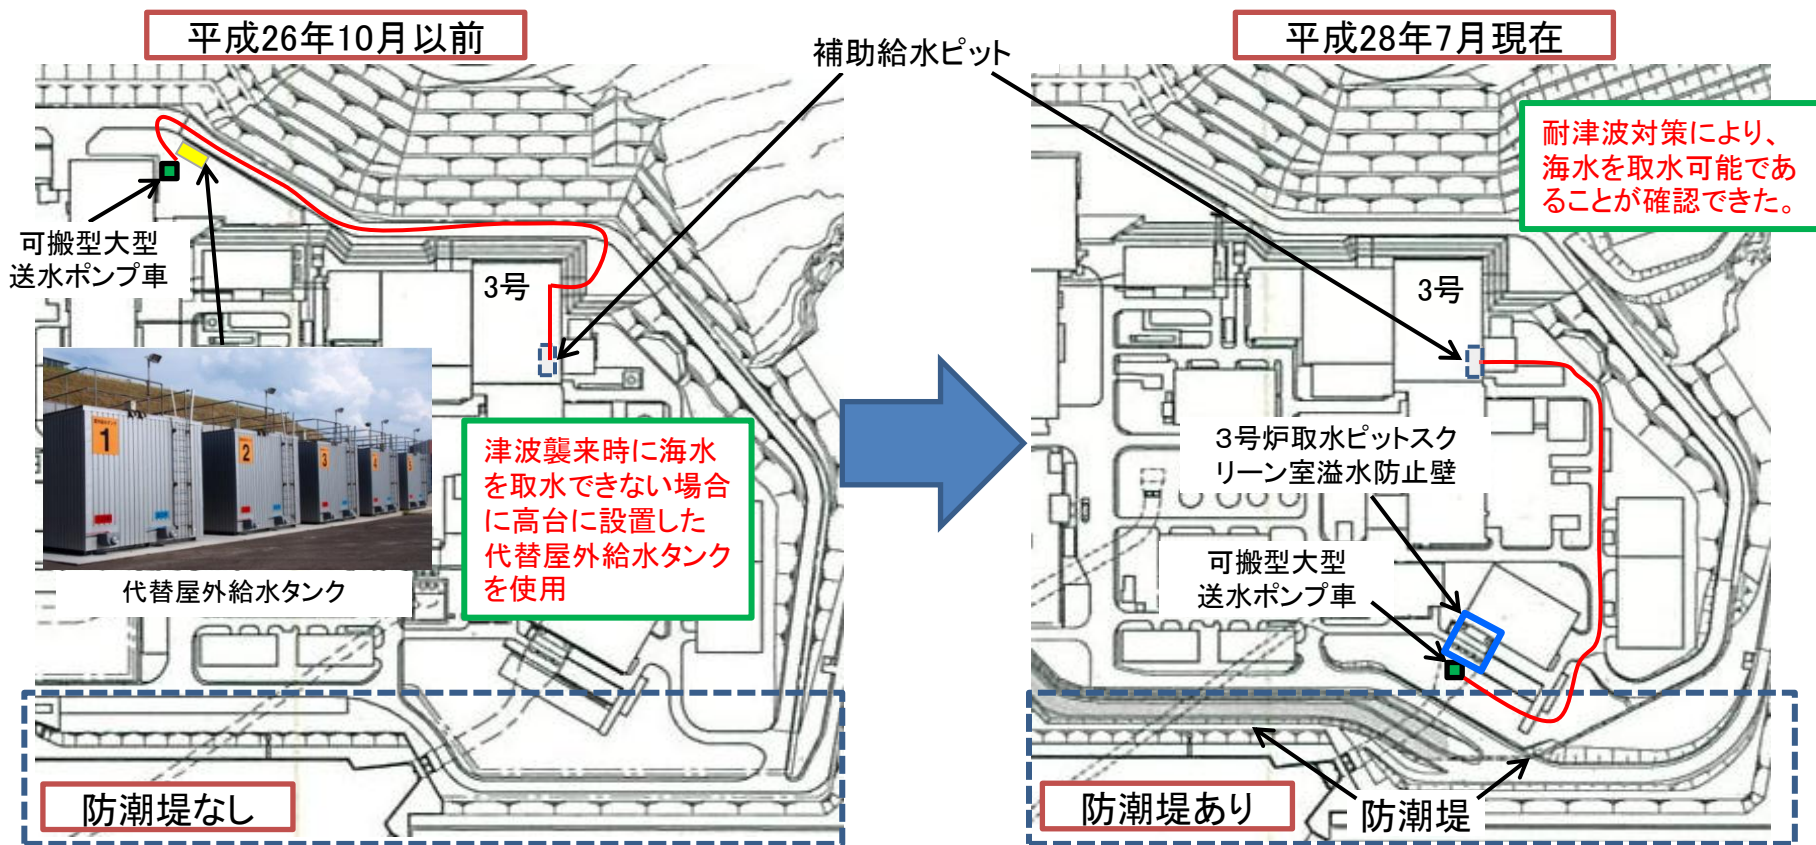 平成26年10月以前
補助給水ピット
平成28年7月現在
耐津波対策により、
海水を取水可能であ
ることが確認できた。
可搬型大型
送水ポンプ車
3号
1
2
3
4
5
代替屋外給水タンク
津波襲来時に海水
を取水できない場合
に高台に設置した
代替屋外給水タンク
を使用
防潮堤なし
3号
３号炉取水ピットスク
リーン室溢水防止壁
可搬型大型
送水ポンプ車
防潮堤あり
防潮堤